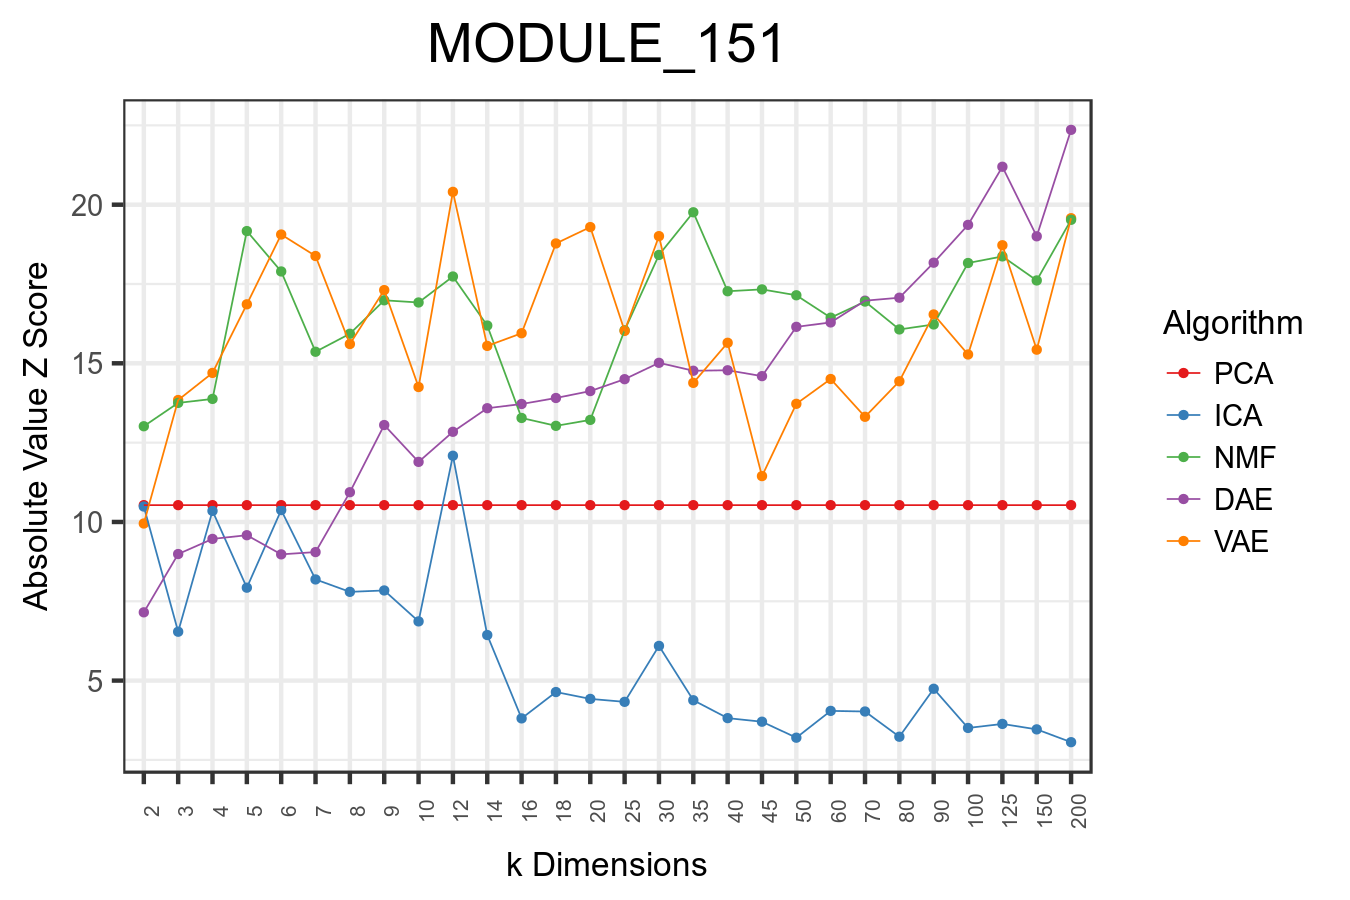 MODULE_151
Absolute Value Z Score
20
15
10
5
2 3 4 5 6 7 8 9 10 12 14 16 18 20 25 30 35 40 45 50 60 70 80 90 100 125 150 200
k Dimensions
Algorithm
PCA
ICA
NMF
DAE
VAE